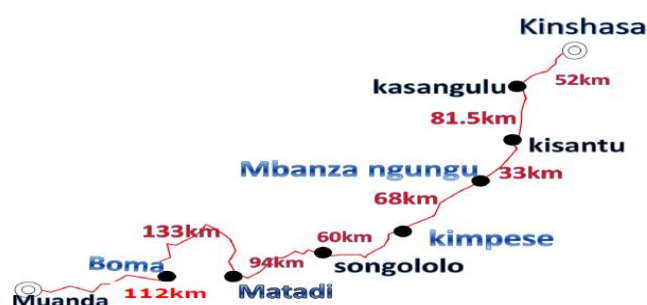 Kinshasa
52km
kasangulu
81.5km
kisantu
Mbanza ngungu
33km
68km
kimpese
133km
60km
songololo
94km
Boma
Matadi
112km
Muanda